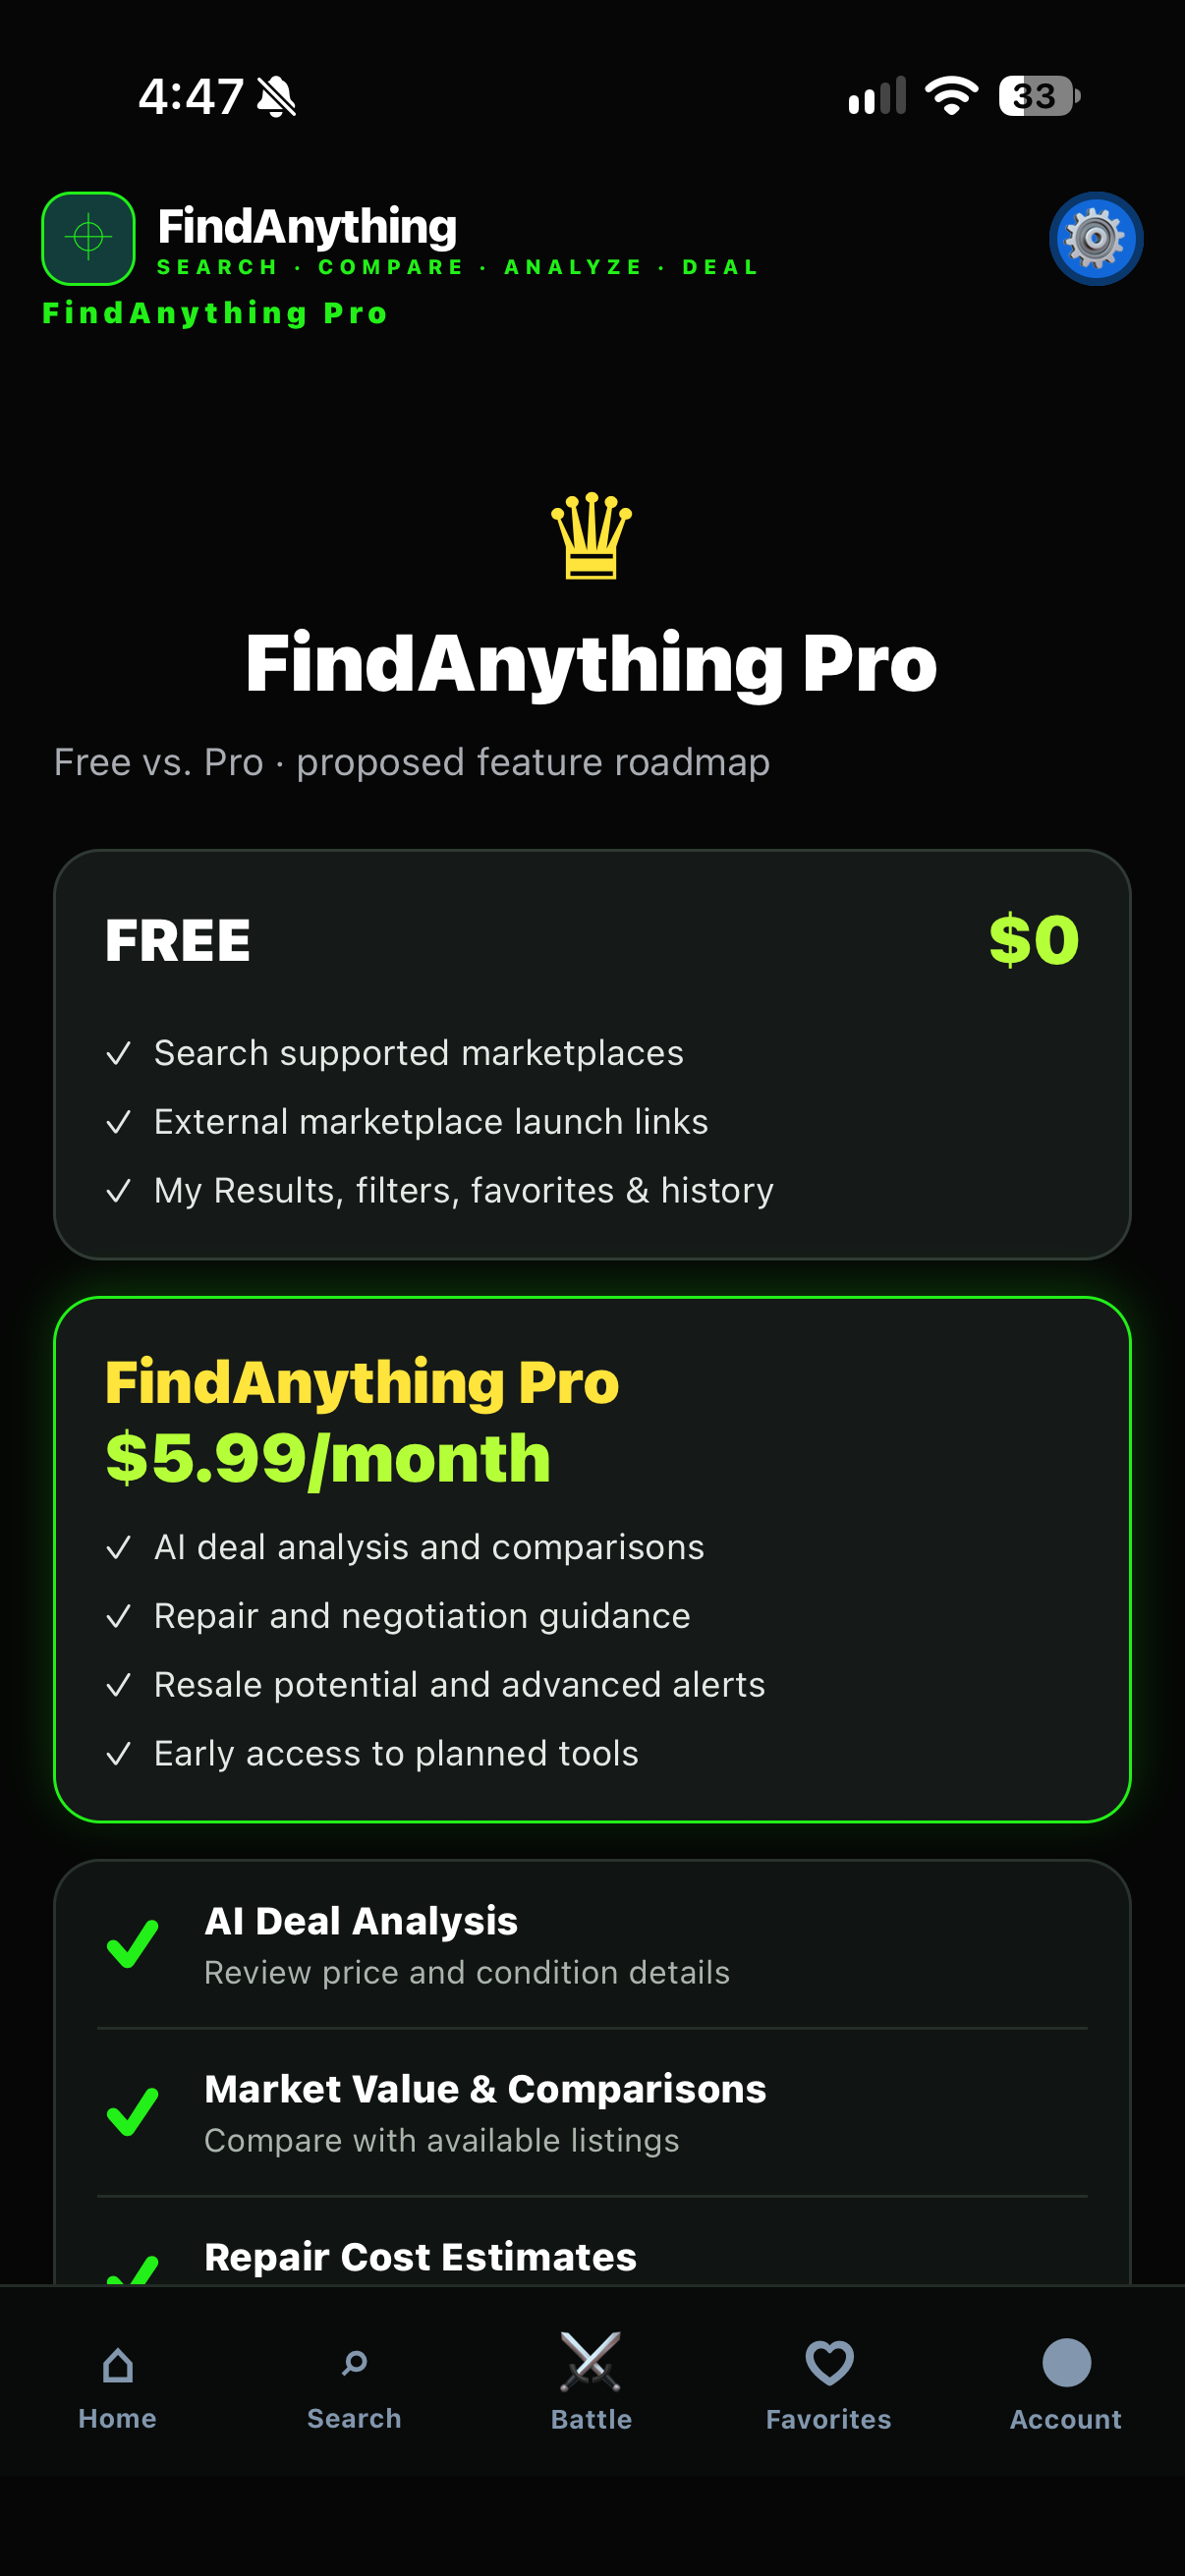 4:47
33
FindAnything
SEARCH · COMPARE · ANALYZE · DEAL
FindAnything Pro
FindAnything Pro
Free vs. Pro · proposed feature roadmap
FREE
$0
✓ Search supported marketplaces
✓ External marketplace launch links
✓ My Results, filters, favorites & history
FindAnything Pro
$5.99/month
✓ AI deal analysis and comparisons
✓ Repair and negotiation guidance
✓ Resale potential and advanced alerts
✓ Early access to planned tools
AI Deal Analysis
Review price and condition details
Market Value & Comparisons
Compare with available listings
Repair Cost Estimates
Home
Search
Battle
Favorites
Account